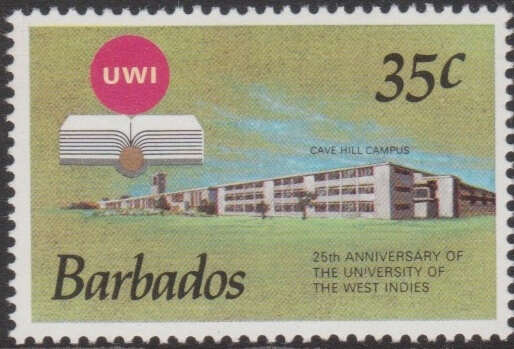 UWI
35c
CAVE HILL CAMPUS
25th ANNIVERSARY OF
THE UNIVERSITY OF
THE WEST INDIES
Barbados